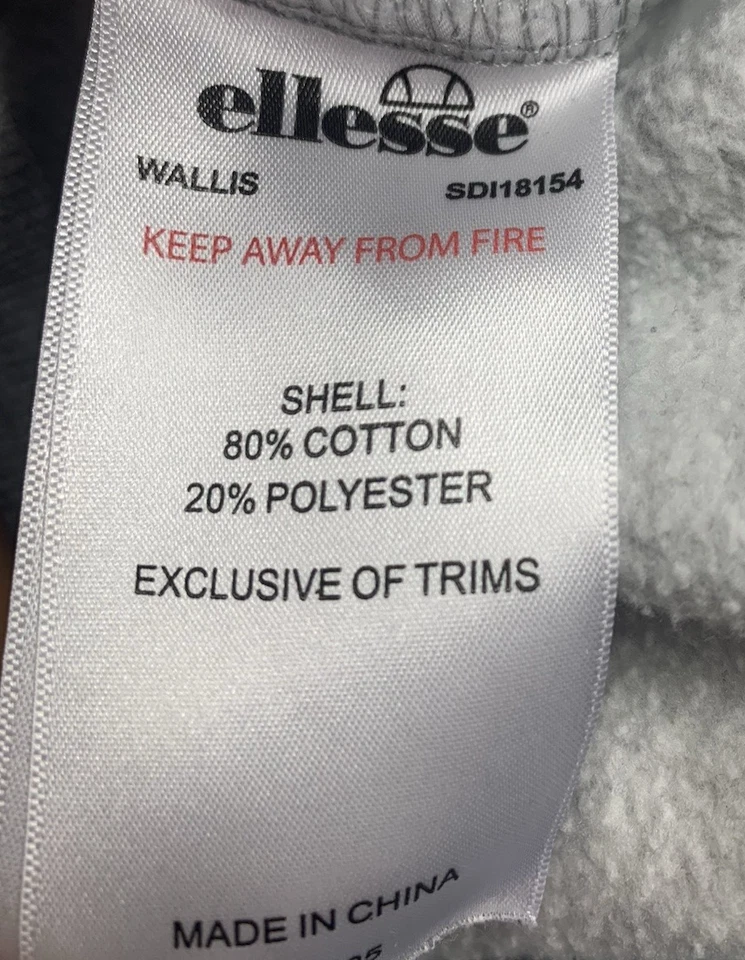 ellesse®
WALLIS SDI18154
KEEP AWAY FROM FIRE
SHELL:
80% COTTON
20% POLYESTER
EXCLUSIVE OF TRIMS
MADE IN CHINA